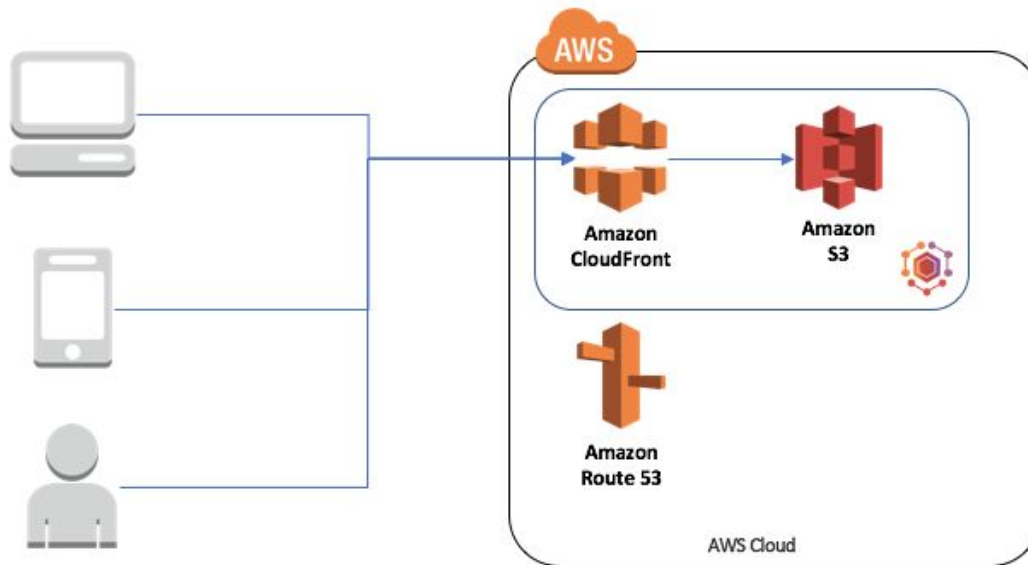 AWS
Amazon
CloudFront
Amazon
S3
Amazon
Route 53
AWS Cloud